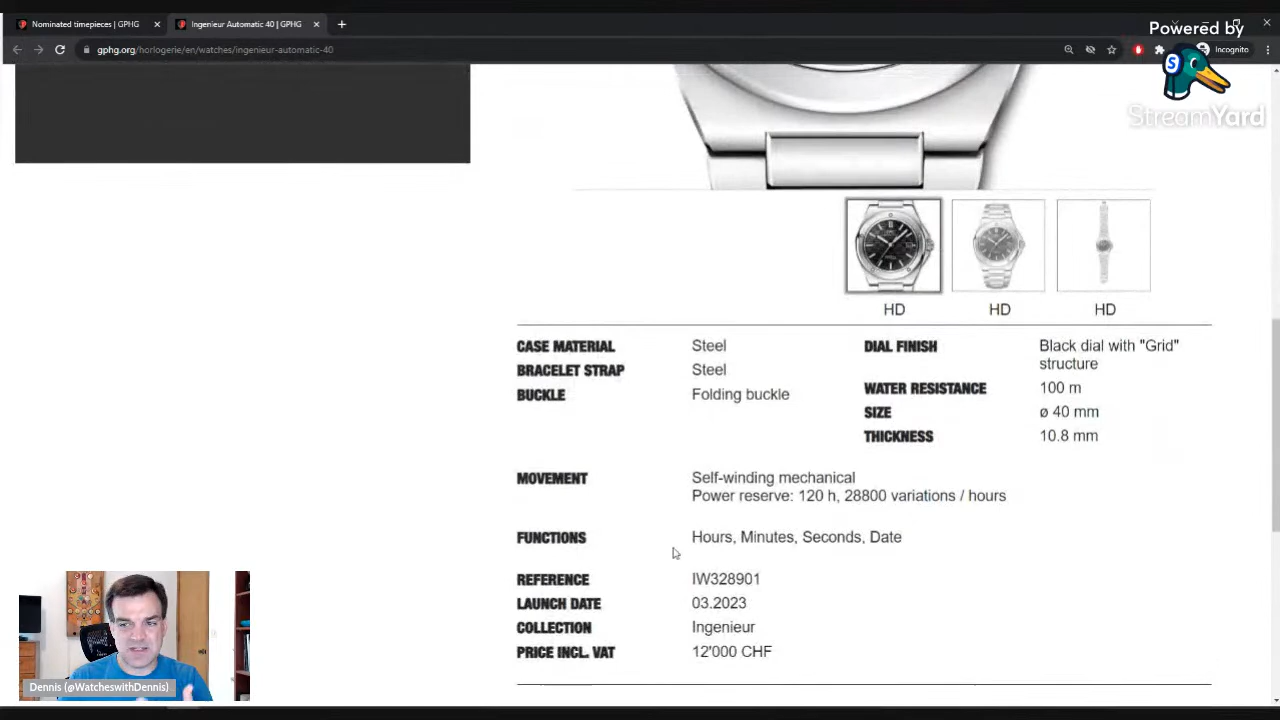 Nominated timepieces | GPHG
Ingenieur Automatic 40 | GPHG
Powered by
gphg.org/horlogerie/en/watches/ingenieur-automatic-40
Incognito
StreamYard
HD
HD
HD
CASE MATERIAL Steel
BRACELET STRAP Steel
BUCKLE Folding buckle
DIAL FINISH Black dial with "Grid"
structure
WATER RESISTANCE 100 m
SIZE ø 40 mm
THICKNESS 10.8 mm
MOVEMENT Self-winding mechanical
Power reserve: 120 h, 28800 variations / hours
FUNCTIONS Hours, Minutes, Seconds, Date
REFERENCE IW328901
LAUNCH DATE 03.2023
COLLECTION Ingenieur
PRICE INCL. VAT 12'000 CHF
Dennis (@WatcheswithDennis)